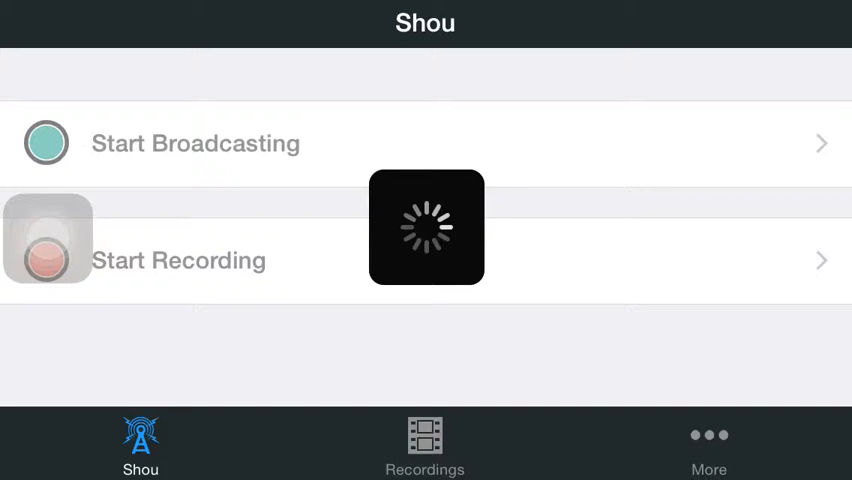 Shou
Start Broadcasting
Start Recording
Shou
Recordings
More